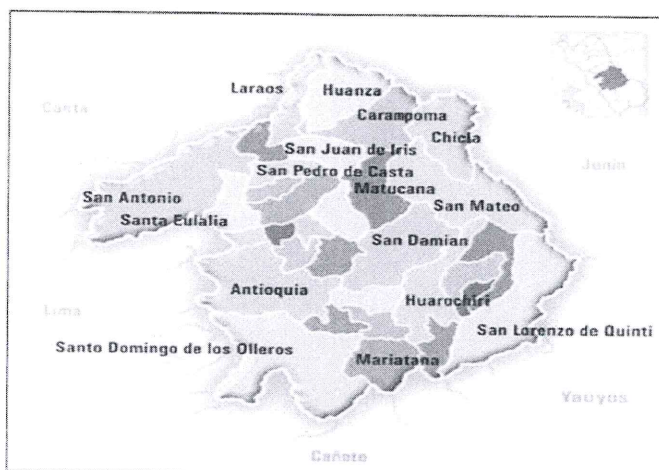 Laraos
Huanza
Canta
Carampoma
Chicla
San Juan de Iris
Junín
San Pedro de Casta
San Antonio
Matucana
San Mateo
Santa Eulalia
San Damian
Antioquia
Huarochiri
Lima
San Lorenzo de Quinti
Santo Domingo de los Olleros
Mariatana
Yauyos
Cañete